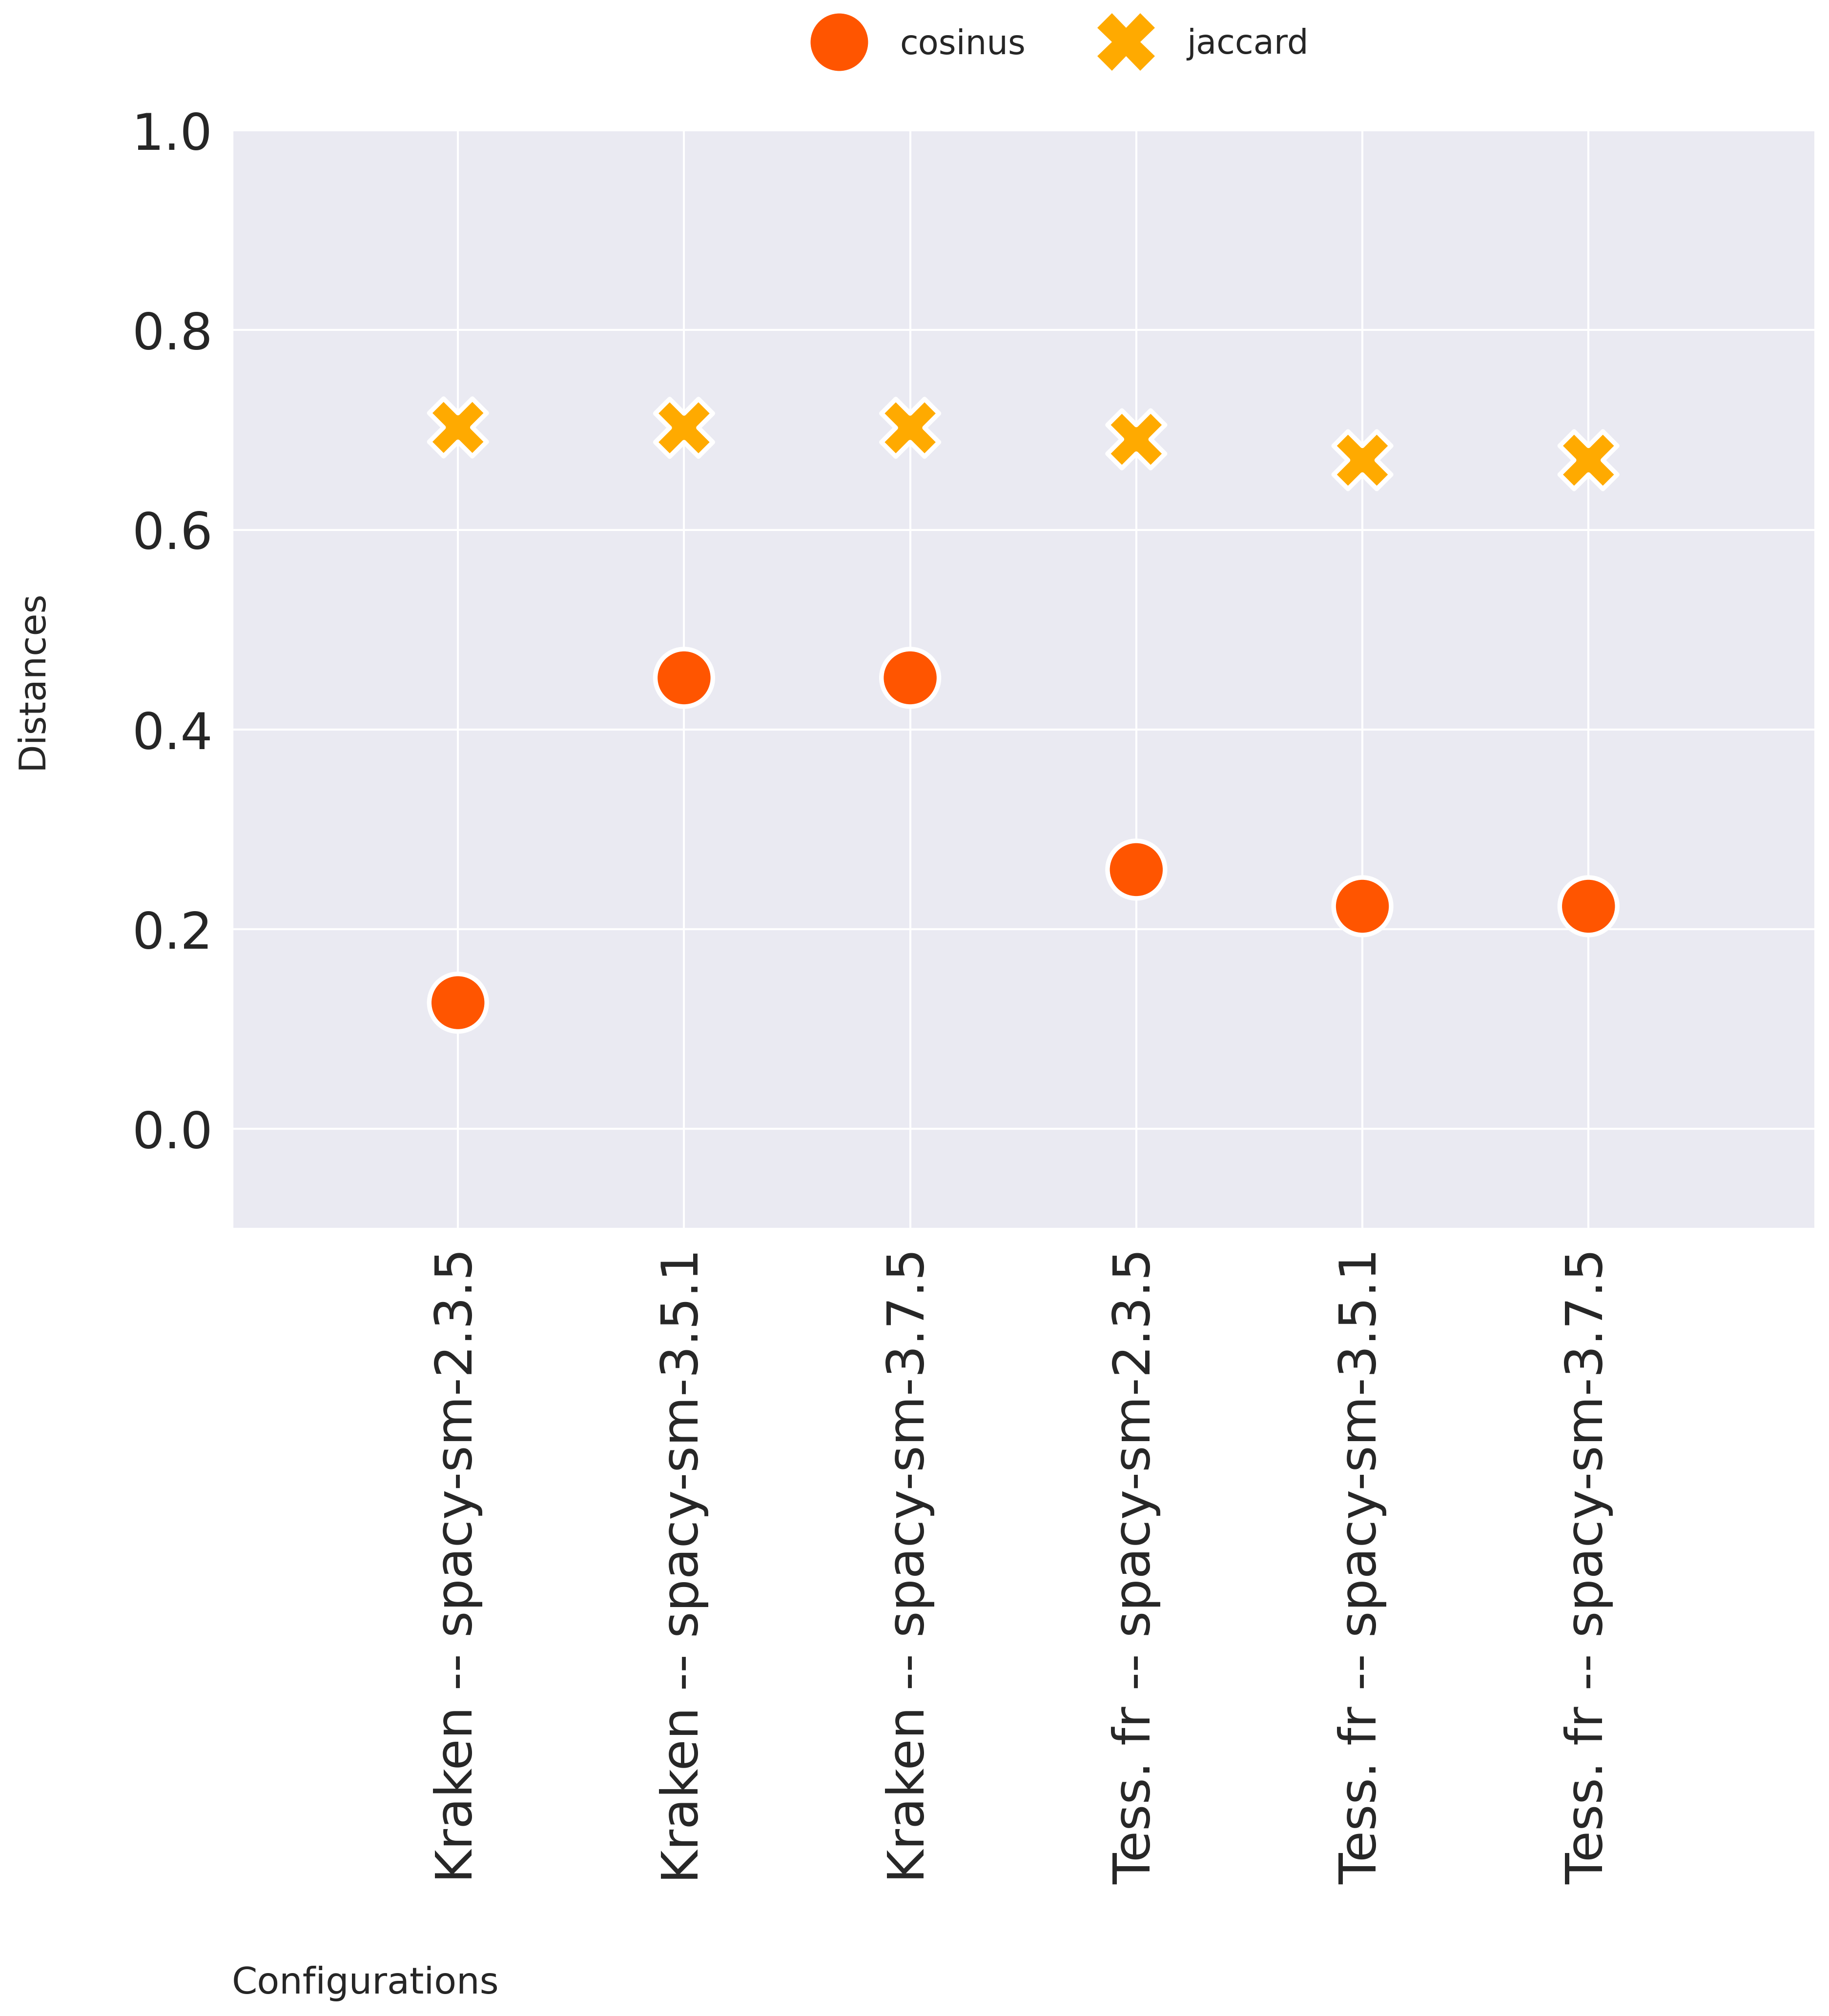 cosinus jaccard
1.0
0.8
0.6
0.4
0.2
0.0
Distances
Kraken -- spacy-sm-2.3.5
Kraken -- spacy-sm-3.5.1
Kraken -- spacy-sm-3.7.5
Tess. fr -- spacy-sm-2.3.5
Tess. fr -- spacy-sm-3.5.1
Tess. fr -- spacy-sm-3.7.5
Configurations